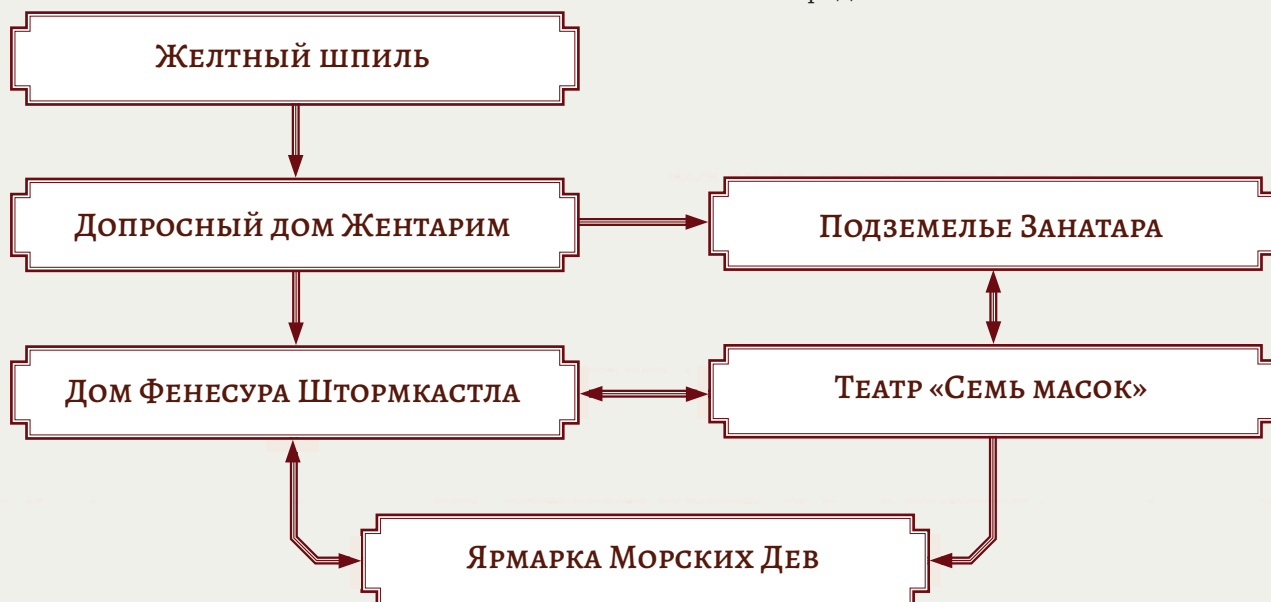 Желтный шпиль
Допросный дом Жентарим
Подземелье Занатара
Дом Фенесура Штормкастла
Театр «Семь масок»
Ярмарка Морских Дев